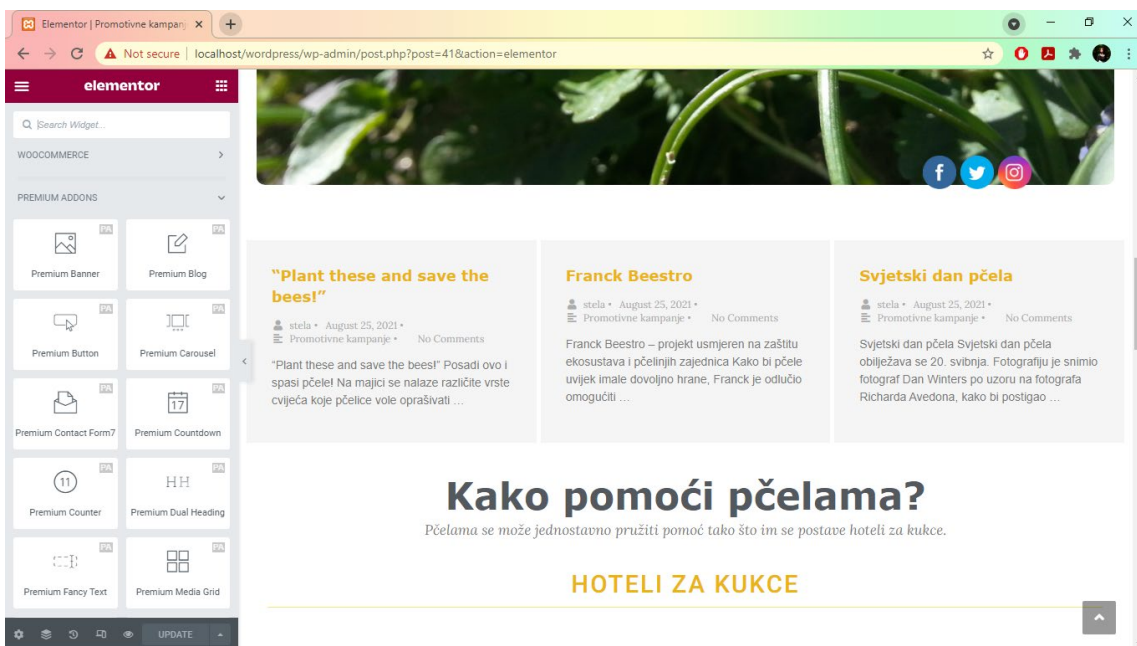 Elementor | Promotivne kampanj
Not secure | localhost/wordpress/wp-admin/post.php?post=41&action=elementor
elementor
Search Widget...
WOOCOMMERCE
PREMIUM ADDONS
PA PA
Premium Banner Premium Blog
PA PA
Premium Button Premium Carousel
PA PA
17
Premium Contact Form7 Premium Countdown
PA PA
11 HH
Premium Counter Premium Dual Heading
PA PA
Premium Fancy Text Premium Media Grid
UPDATE
"Plant these and save the
bees!"
stela • August 25, 2021 •
Promotivne kampanje • No Comments
"Plant these and save the bees!" Posadi ovo i
spasi pčele! Na majici se nalaze različite vrste
cvijeća koje pčelice vole oprašivati …
Franck Beestro
stela • August 25, 2021 •
Promotivne kampanje • No Comments
Franck Beestro – projekt usmjeren na zaštitu
ekosustava i pčelinjih zajednica Kako bi pčele
uvijek imale dovoljno hrane, Franck je odlučio
omogućiti …
Svjetski dan pčela
stela • August 25, 2021 •
Promotivne kampanje • No Comments
Svjetski dan pčela Svjetski dan pčela
obilježava se 20. svibnja. Fotografiju je snimio
fotograf Dan Winters po uzoru na fotografa
Richarda Avedona, kako bi postigao …
Kako pomoći pčelama?
Pčelama se može jednostavno pružiti pomoć tako što im se postave hoteli za kukce.
HOTELI ZA KUKCE